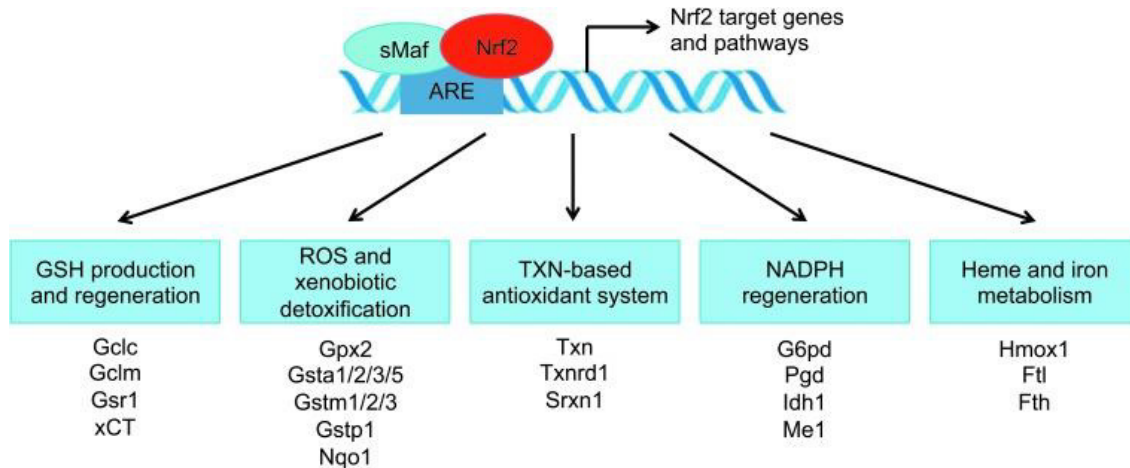 Nrf2 target genes
and pathways
sMaf
Nrf2
ARE
GSH production
and regeneration
Gclc
Gclm
Gsr1
xCT
ROS and
xenobiotic
detoxification
Gpx2
Gsta1/2/3/5
Gstm1/2/3
Gstp1
Nqo1
TXN-based
antioxidant system
Txn
Txnrd1
Srxn1
NADPH
regeneration
G6pd
Pgd
Idh1
Me1
Heme and iron
metabolism
Hmox1
Ftl
Fth